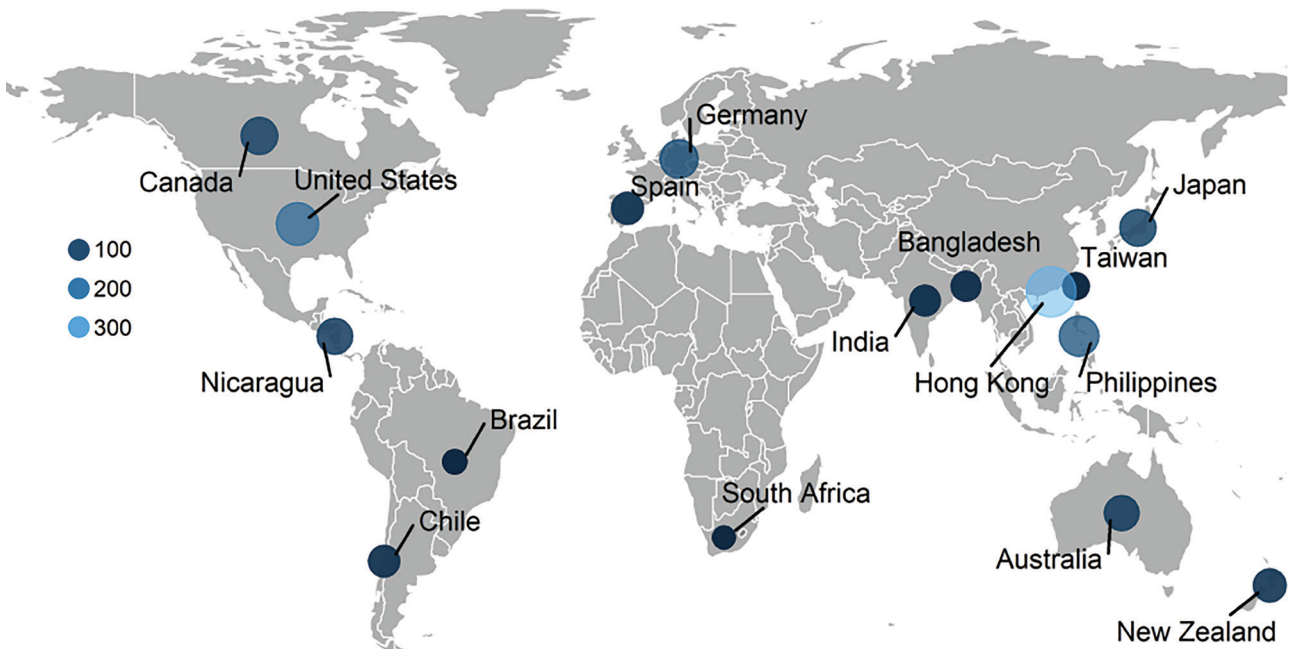 Germany
Canada
United States
Spain
Japan
100
200
300
Bangladesh
Taiwan
India
Hong Kong
Philippines
Nicaragua
Brazil
South Africa
Chile
Australia
New Zealand